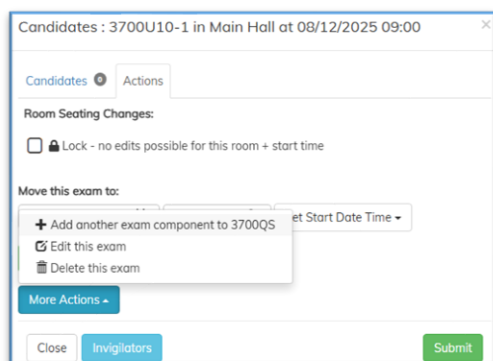 Candidates : 3700U10-1 in Main Hall at 08/12/2025 09:00 ×
Candidates 0 Actions
Room Seating Changes:
Lock - no edits possible for this room + start time
Move this exam to:
et Start Date Time
Add another exam component to 3700QS
Edit this exam
Delete this exam
More Actions
Close Invigilators Submit